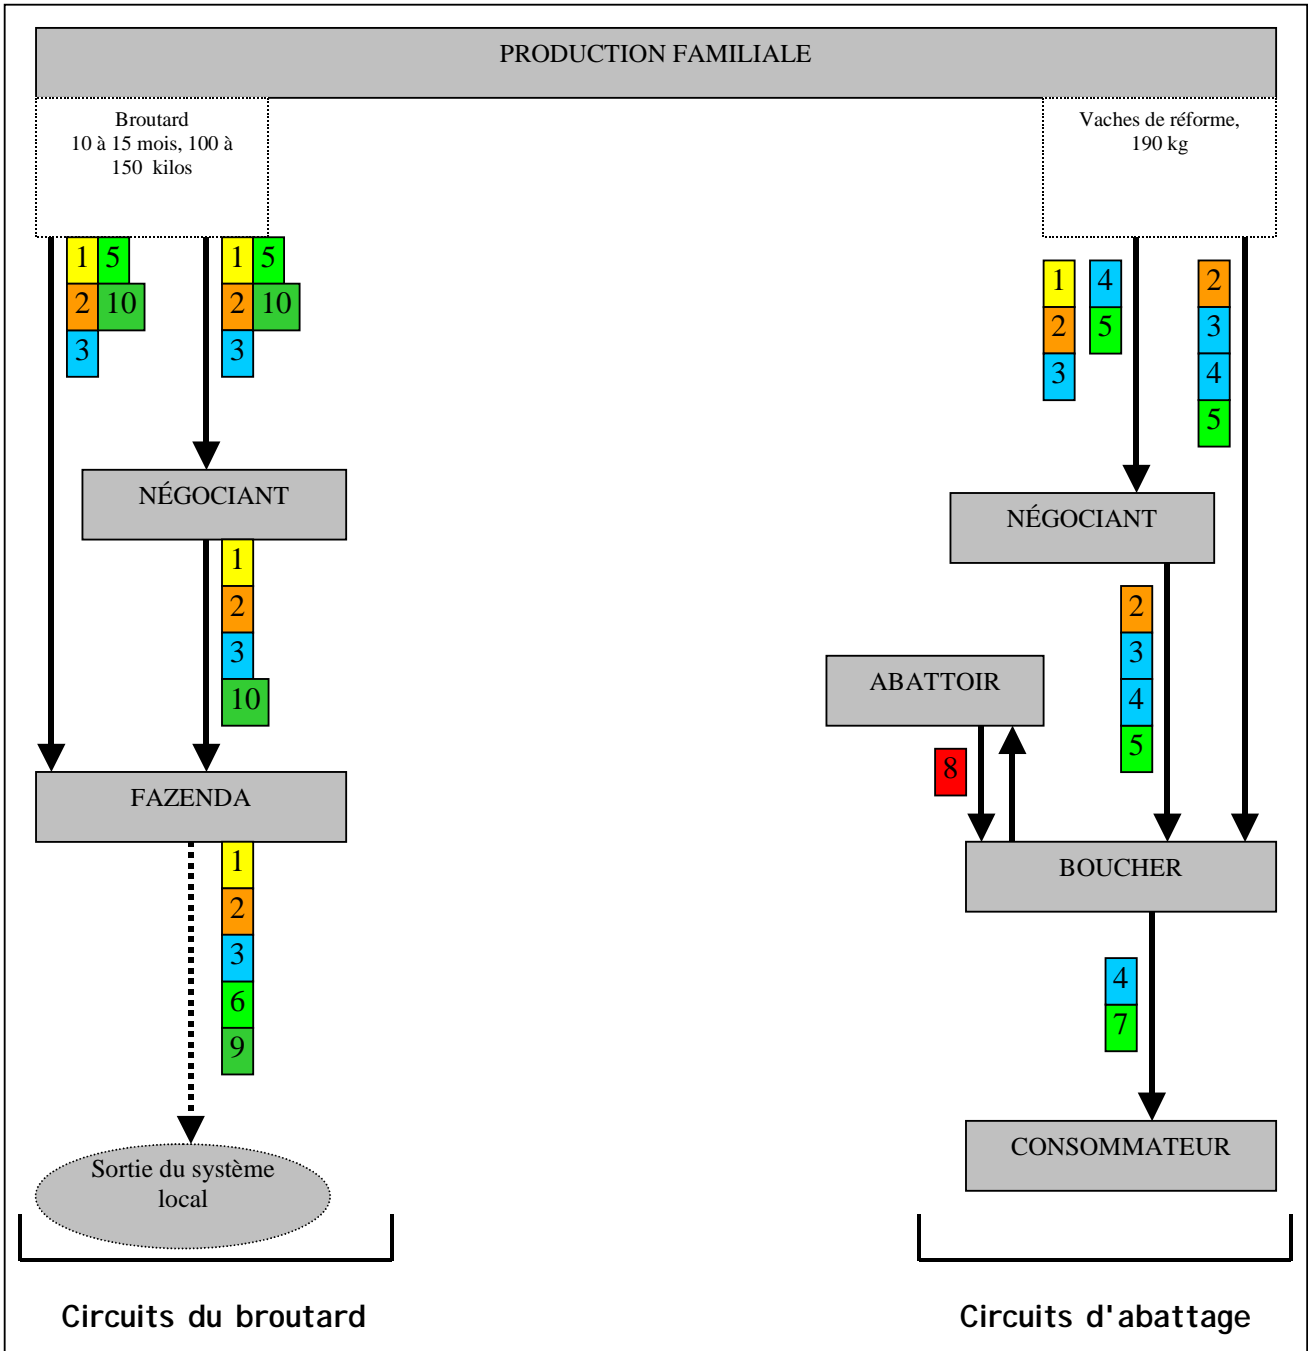 PRODUCTION FAMILIALE
Broutard
10 à 15 mois, 100 à
150 kilos
Vaches de réforme,
190 kg
1 5
2 10
3
1 5
2 10
3
1
2
3
4
5
2
3
4
5
NÉGOCIANT
1
2
3
10
NÉGOCIANT
2
3
4
5
ABATTOIR
8
FAZENDA
1
2
3
6
9
BOUCHER
4
7
Sortie du système
local
CONSOMMATEUR
Circuits du broutard
Circuits d'abattage